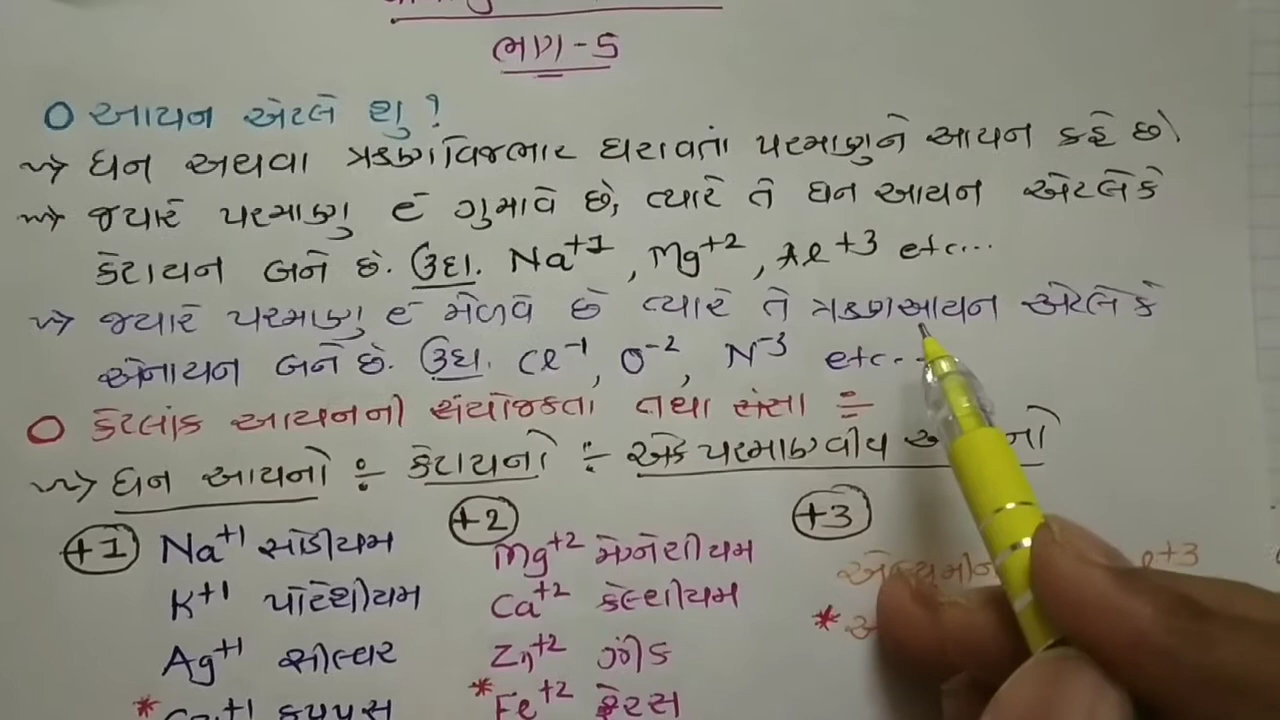 ભાગ - 5
આયન એટલે શુ ?
ધન અથવા ઋણવિજભાર ધરાવતાં પરમાણુને આયન કહે છે.
જ્યારે પરમાણુ e⁻ ગુમાવે છે, ત્યારે તે ધન આયન એટલે કે
કેટાયન બને છે. ઉદા. Na⁺¹, Mg⁺², Al⁺³ etc...
જ્યારે પરમાણુ e⁻ મેળવે છે ત્યારે તે ઋણઆયન એટલે કે
એનાયન બને છે. ઉદા. Cl⁻¹, O⁻², N⁻³ etc...
કેટલાંક આયનની સંયોજકતા તથા સંજ્ઞા ÷
ધન આયનો ÷ કેટાયનો ÷ એક પરમાણ્વીય
+1 +2 +3
Na⁺¹ સોડીયમ Mg⁺² મેગ્નેશીયમ
K⁺¹ પોટેશીયમ Ca⁺² કેલ્શીયમ
Ag⁺¹ સીલ્વર Zn⁺² ઝીંક
* ક્યુપ્રસ * Fe⁺² ફેરસ